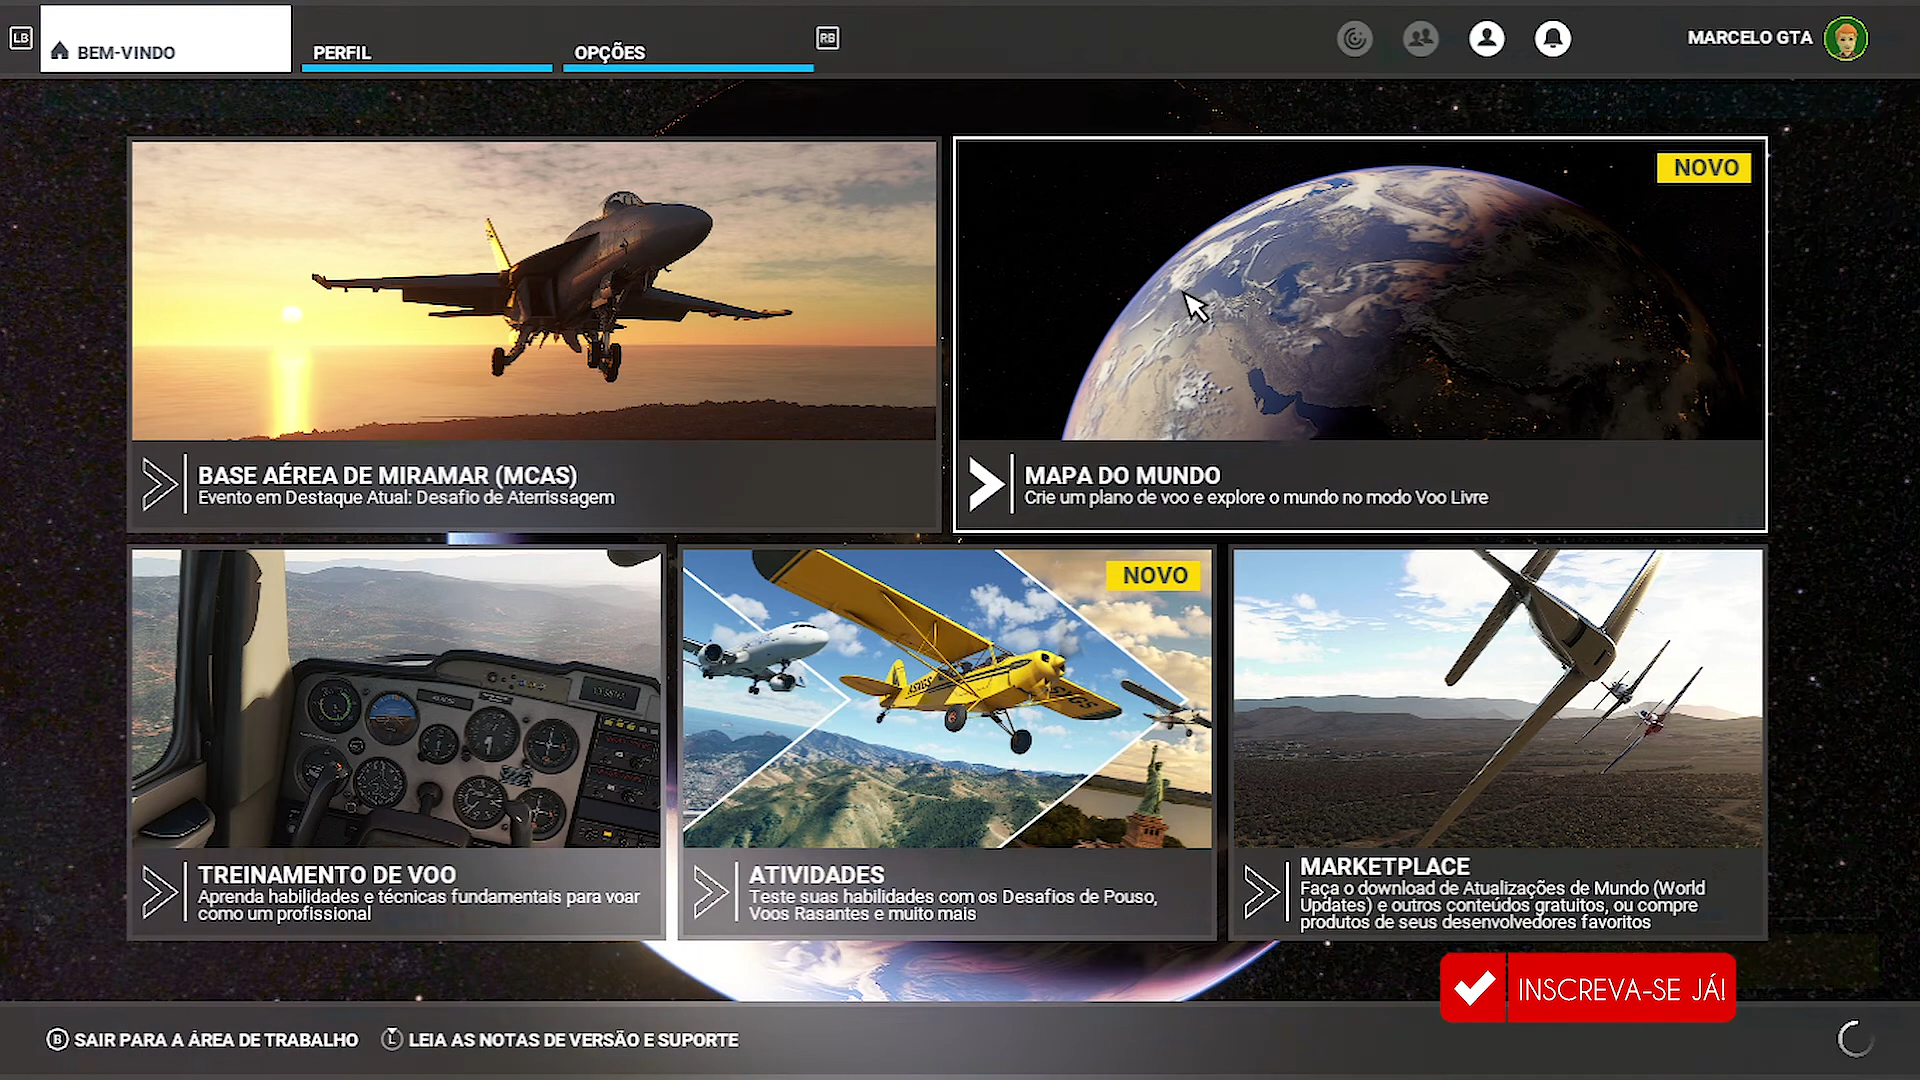 LB
BEM-VINDO
PERFIL
OPÇÕES
RB
MARCELO GTA
NOVO
BASE AÉREA DE MIRAMAR (MCAS)
Evento em Destaque Atual: Desafio de Aterrissagem
MAPA DO MUNDO
Crie um plano de voo e explore o mundo no modo Voo Livre
NOVO
TREINAMENTO DE VOO
Aprenda habilidades e técnicas fundamentais para voar
como um profissional
ATIVIDADES
Teste suas habilidades com os Desafios de Pouso,
Voos Rasantes e muito mais
MARKETPLACE
Faça o download de Atualizações de Mundo (World
Updates) e outros conteúdos gratuitos, ou compre
produtos de seus desenvolvedores favoritos
INSCREVA-SE JÁ!
B SAIR PARA A ÁREA DE TRABALHO
L LEIA AS NOTAS DE VERSÃO E SUPORTE